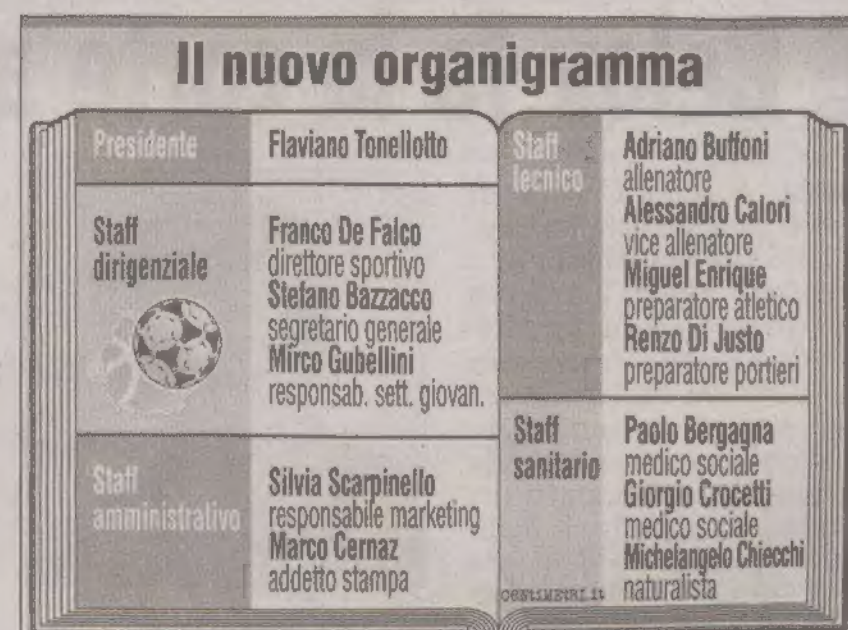 Il nuovo organigramma
Presidente
Flaviano Tonellotto
Staff
dirigenziale
Franco De Falco
direttore sportivo
Stefano Bazzacco
segretario generale
Mirco Gubellini
responsab. sett. giovan.
Staff
amministrativo
Silvia Scarpinello
responsabile marketing
Marco Cernaz
addetto stampa
Staff
tecnico
Adriano Buffoni
allenatore
Alessandro Calori
vice allenatore
Miguel Enrique
preparatore atletico
Renzo Di Justo
preparatore portieri
Staff
sanitario
Paolo Bergagna
medico sociale
Giorgio Crocetti
medico sociale
Michelangelo Chiecchi
naturalista
CENTIMETRI.it